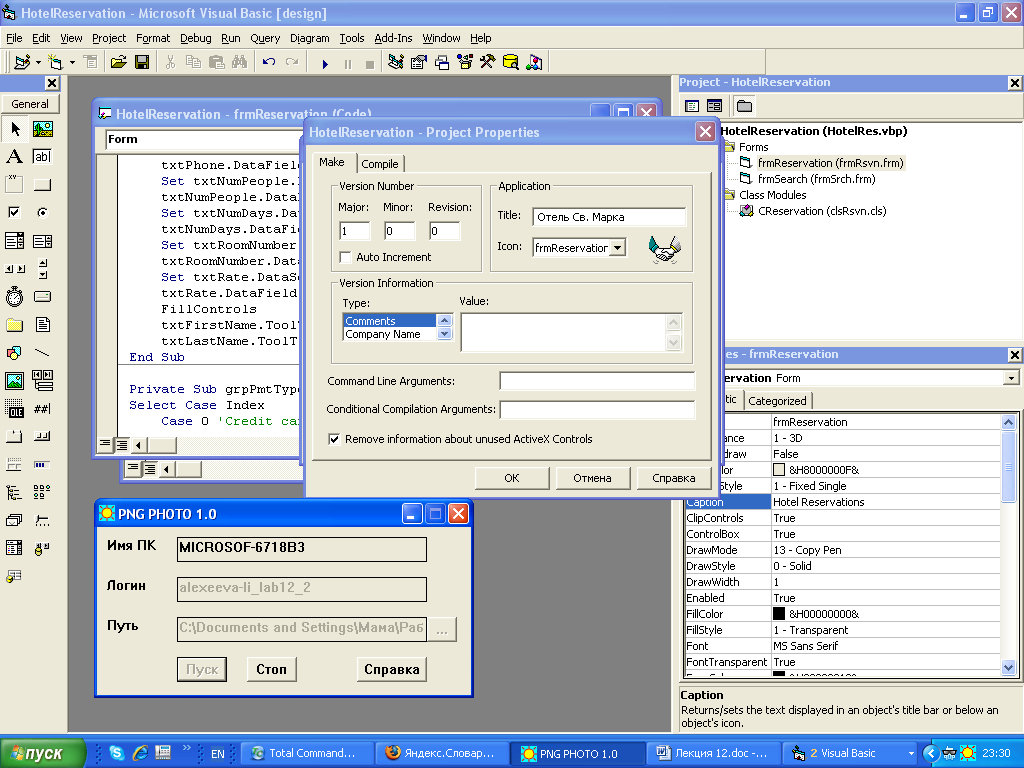 HotelReservation - Microsoft Visual Basic [design]
File Edit View Project Format Debug Run Query Diagram Tools Add-Ins Window Help
General
A
ab|
xy
OLE
##|
HotelReservation - frmReservation (Code)
Form
txtPhone.DataField
Set txtNumPeople.
txtNumPeople.Data
Set txtNumDays.Dat
txtNumDays.DataFie
Set txtRoomNumber
txtRoomNumber.Data
Set txtRate.DataSo
txtRate.DataField
FillControls
txtFirstName.ToolT
txtLastName.ToolT
End Sub
Private Sub grpPmtType
Select Case Index
Case 0 'Credit car
HotelReservation - Project Properties
Make Compile
Version Number
Major: Minor: Revision:
1 0 0
Auto Increment
Application
Title: Отель Св. Марка
Icon: frmReservation
Version Information
Type: Value:
Comments
Company Name
Command Line Arguments:
Conditional Compilation Arguments:
Remove information about unused ActiveX Controls
OK Отмена Справка
PNG PHOTO 1.0
Имя ПК MICROSOF-6718B3
Логин alexeeva-li_lab12_2
Путь C:\Documents and Settings\Мама\Раб ...
Пуск Стоп Справка
Project - HotelReservation
HotelReservation (HotelRes.vbp)
Forms
frmReservation (frmRsvn.frm)
frmSearch (frmSrch.frm)
Class Modules
CReservation (clsRsvn.cls)
es - frmReservation
ervation Form
tic Categorized
frmReservation
ance 1 - 3D
draw False
lor &H8000000F&
Style 1 - Fixed Single
Caption Hotel Reservations
ClipControls True
ControlBox True
DrawMode 13 - Copy Pen
DrawStyle 0 - Solid
DrawWidth 1
Enabled True
FillColor &H00000000&
FillStyle 1 - Transparent
Font MS Sans Serif
FontTransparent True
Caption
Returns/sets the text displayed in an object's title bar or below an
object's icon.
пуск
»
EN
Total Command...
Яндекс.Словар...
PNG PHOTO 1.0
Лекция 12.doc -...
2 Visual Basic
23:30